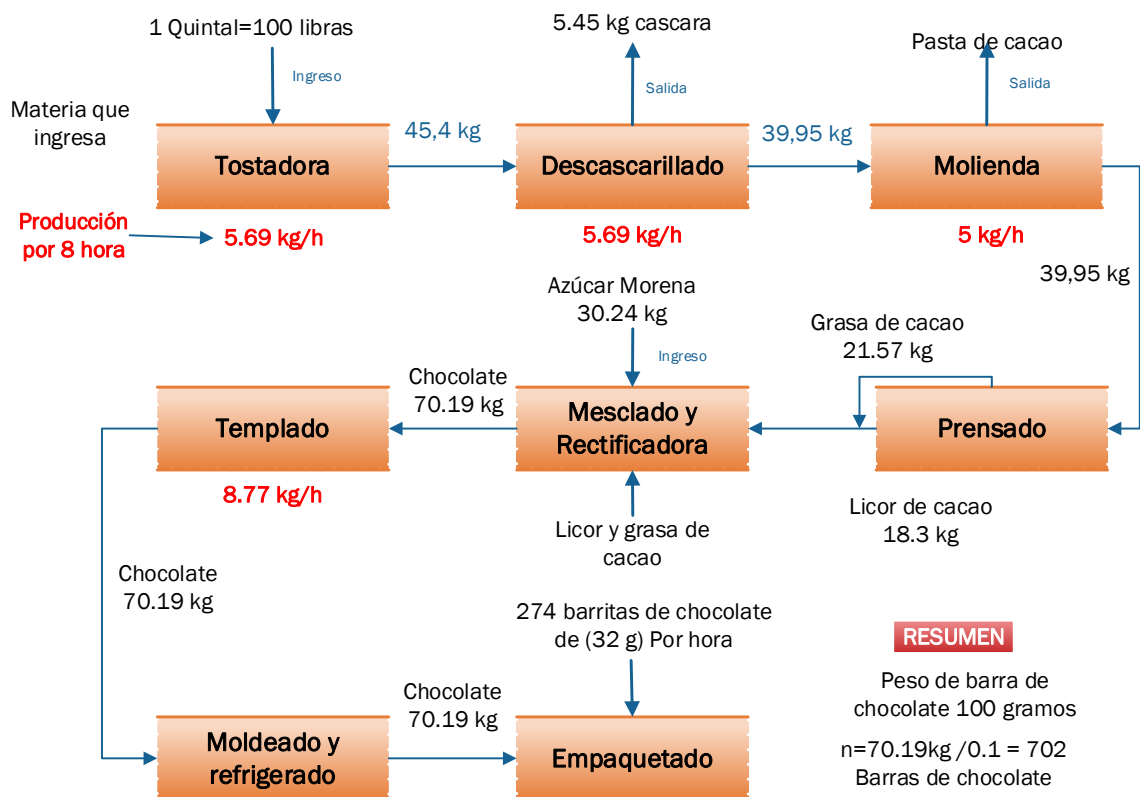 1 Quintal=100 libras
5.45 kg cascara
Pasta de cacao
Ingreso
Salida
Salida
Materia que
ingresa
Tostadora
45,4 kg
Descascarillado
39,95 kg
Molienda
Producción
por 8 hora
5.69 kg/h
5.69 kg/h
5 kg/h
39,95 kg
Azúcar Morena
30.24 kg
Ingreso
Grasa de cacao
21.57 kg
Chocolate
70.19 kg
Templado
Mesclado y
Rectificadora
Prensado
8.77 kg/h
Licor y grasa de
cacao
Licor de cacao
18.3 kg
Chocolate
70.19 kg
274 barritas de chocolate
de (32 g) Por hora
RESUMEN
Peso de barra de
chocolate 100 gramos
n=70.19kg /0.1 = 702
Barras de chocolate
Chocolate
70.19 kg
Moldeado y
refrigerado
Empaquetado